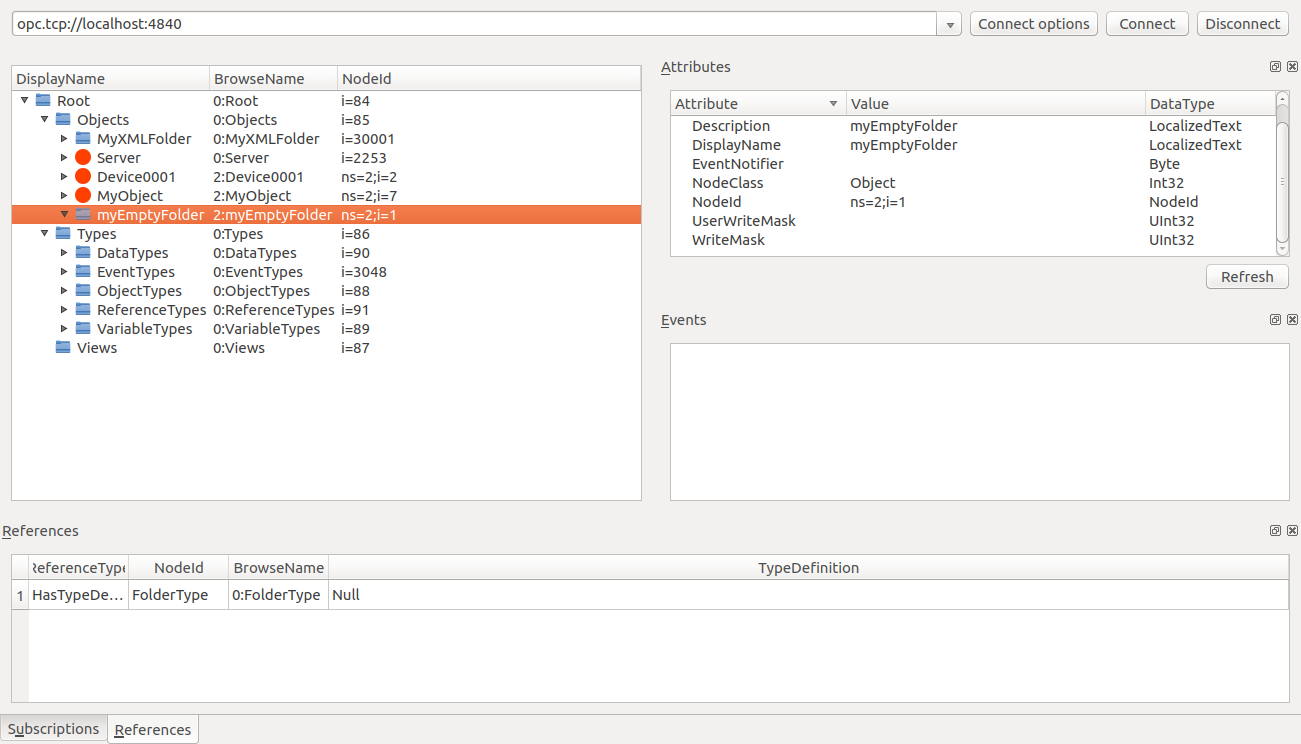 opc.tcp://localhost:4840
Connect options
Connect
Disconnect
DisplayName BrowseName NodeId
Root 0:Root i=84
Objects 0:Objects i=85
MyXMLFolder 0:MyXMLFolder i=30001
Server 0:Server i=2253
Device0001 2:Device0001 ns=2;i=2
MyObject 2:MyObject ns=2;i=7
myEmptyFolder 2:myEmptyFolder ns=2;i=1
Types 0:Types i=86
DataTypes 0:DataTypes i=90
EventTypes 0:EventTypes i=3048
ObjectTypes 0:ObjectTypes i=88
ReferenceTypes 0:ReferenceTypes i=91
VariableTypes 0:VariableTypes i=89
Views 0:Views i=87
Attributes
Attribute Value DataType
Description myEmptyFolder LocalizedText
DisplayName myEmptyFolder LocalizedText
EventNotifier Byte
NodeClass Object Int32
NodeId ns=2;i=1 NodeId
UserWriteMask UInt32
WriteMask UInt32
Refresh
Events
References
ReferenceType NodeId BrowseName TypeDefinition
1 HasTypeDe... FolderType 0:FolderType Null
Subscriptions References